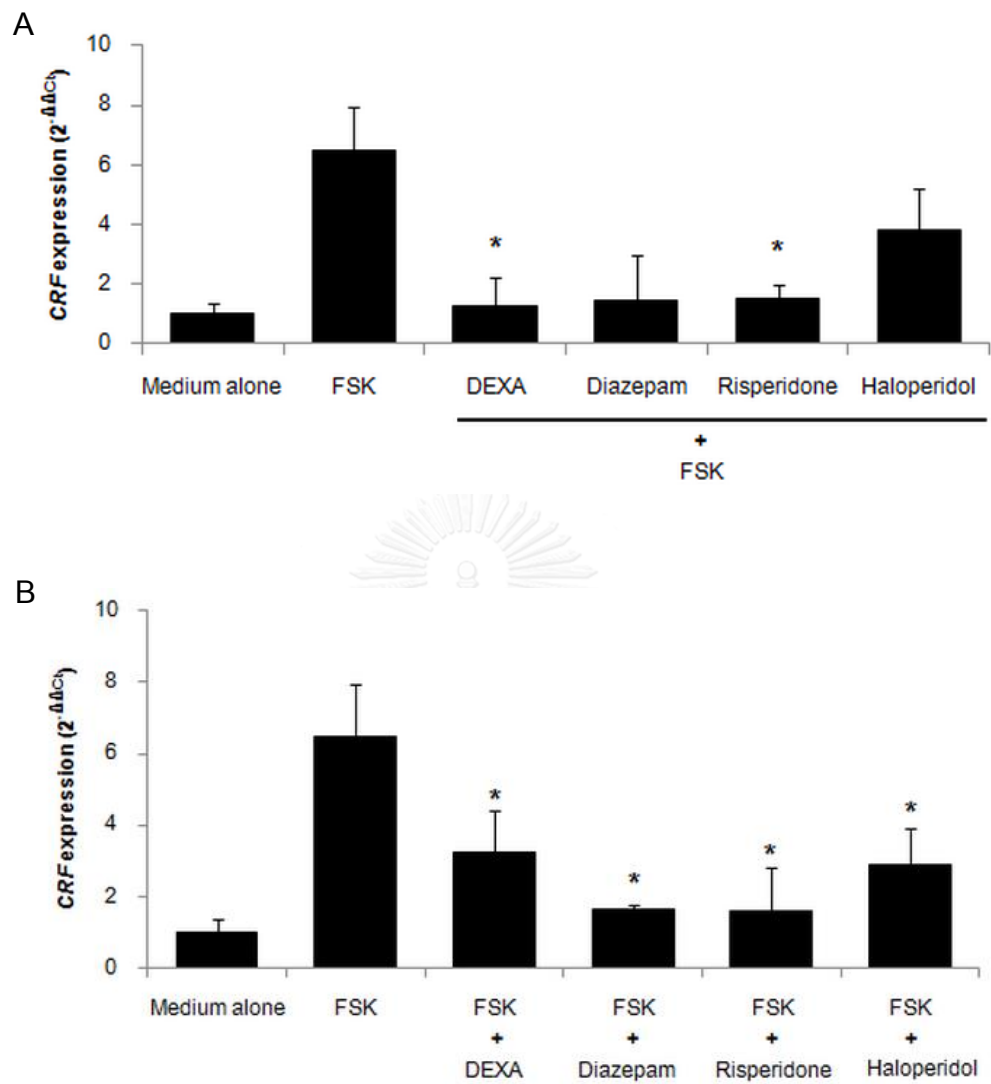 A
10
8
6
4
2
0
CRF expression (2-ΔΔCt)
*
*
Medium alone FSK DEXA Diazepam Risperidone Haloperidol
+
FSK
B
10
8
6
4
2
0
CRF expression (2-ΔΔCt)
*
*
*
*
Medium alone FSK FSK FSK FSK FSK
+ + + +
DEXA Diazepam Risperidone Haloperidol